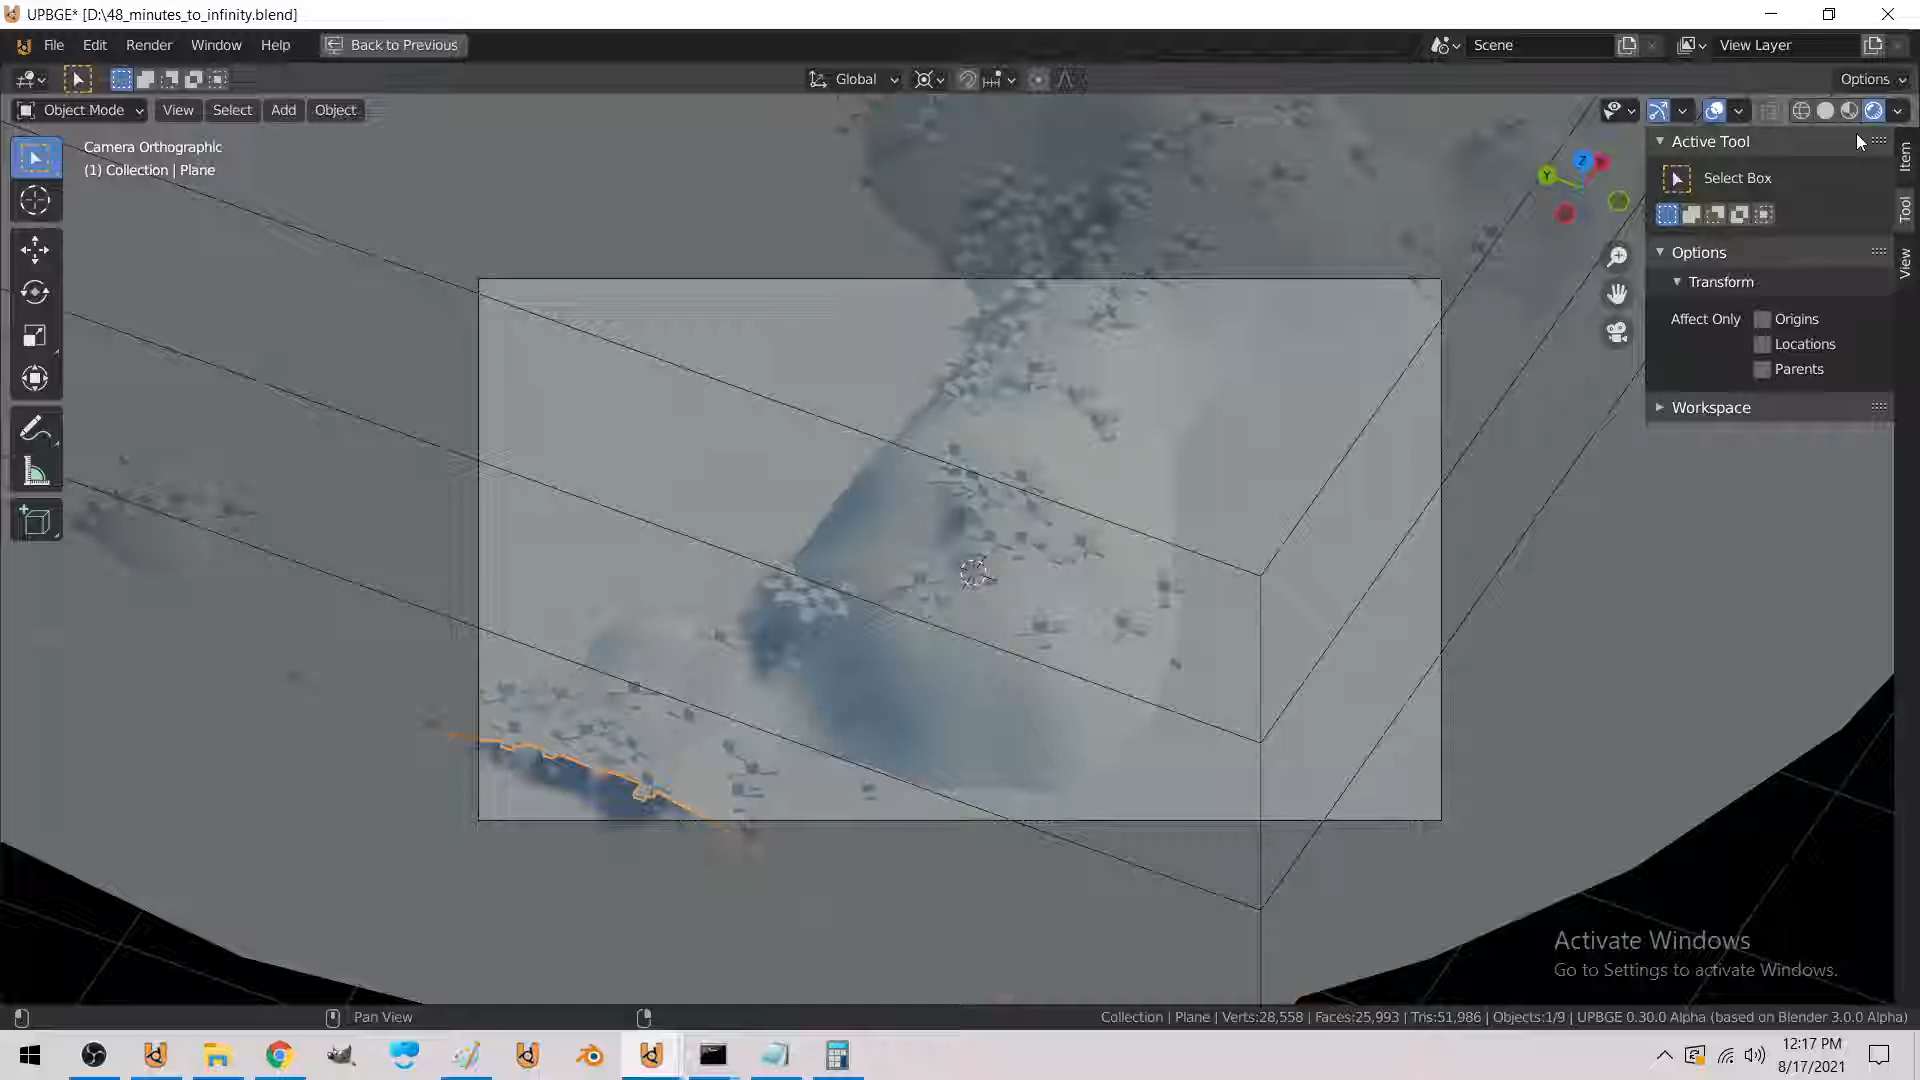 UPBGE* [D:\48_minutes_to_infinity.blend]
File Edit Render Window Help Back to Previous
Scene View Layer
Global Options
Object Mode View Select Add Object
Camera Orthographic
(1) Collection | Plane
Z
Y
Active Tool
Select Box
Options
Transform
Affect Only Origins
Locations
Parents
Workspace
Item
Tool
View
Activate Windows
Go to Settings to activate Windows.
Pan View
Collection | Plane | Verts:28,558 | Faces:25,993 | Tris:51,986 | Objects:1/9 | UPBGE 0.30.0 Alpha (based on Blender 3.0.0 Alpha)
12:17 PM
8/17/2021